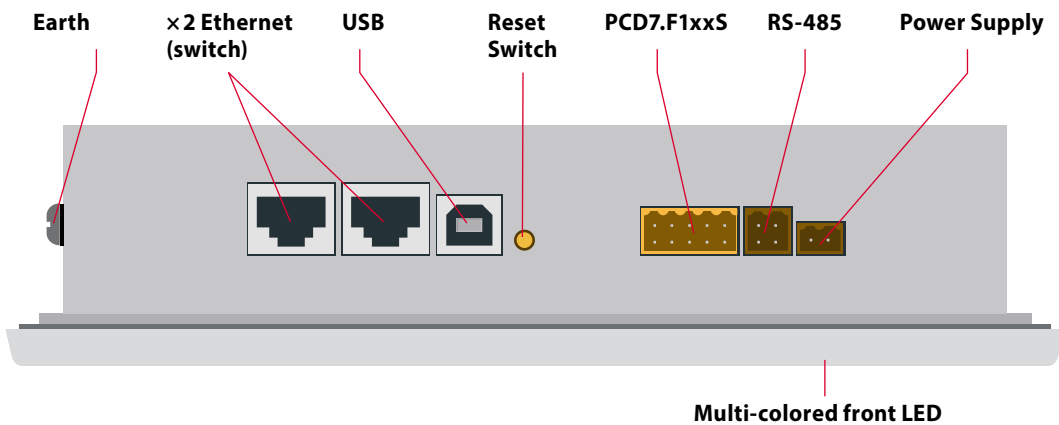 Earth
× 2 Ethernet
(switch)
USB
Reset
Switch
PCD7.F1xxS
RS-485
Power Supply
Multi-colored front LED